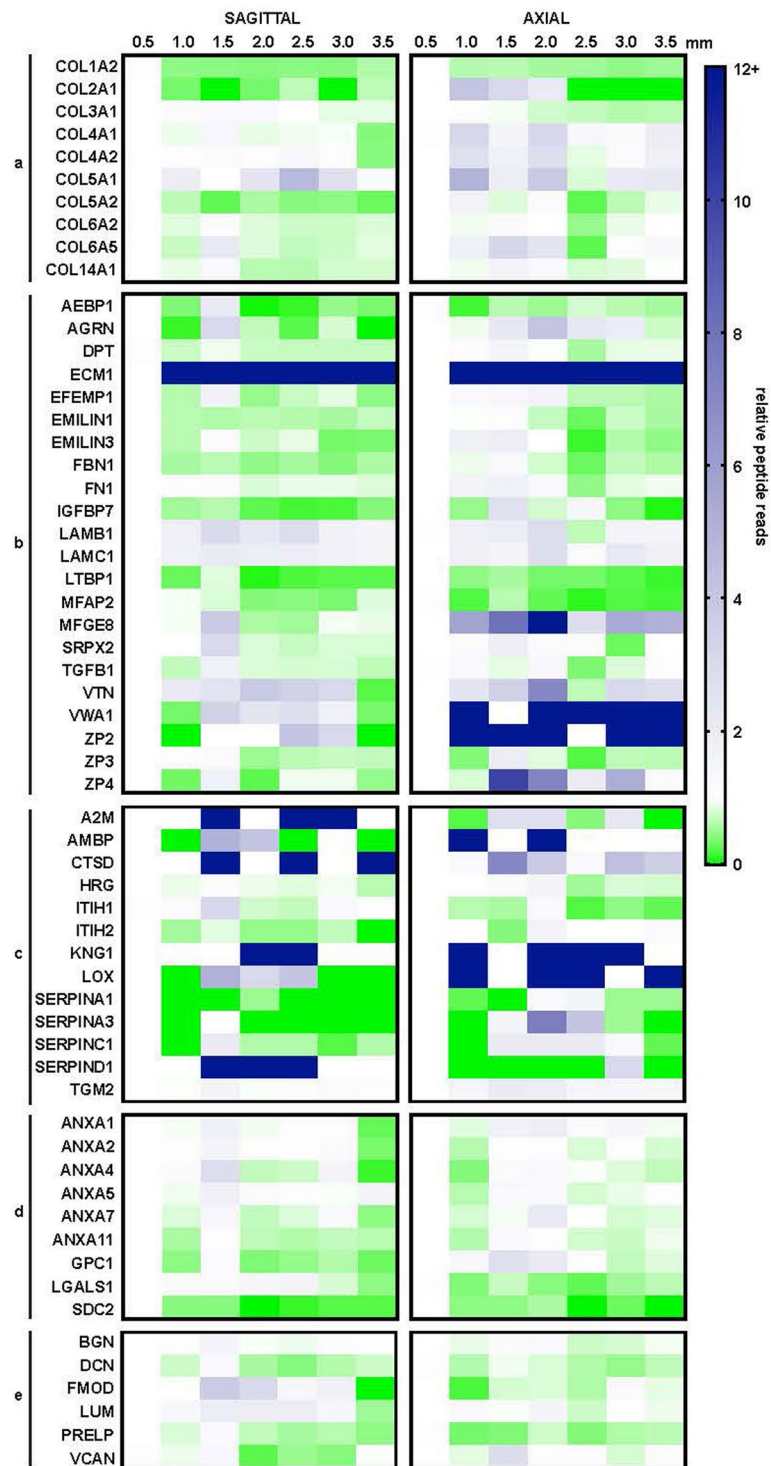 SAGITTAL AXIAL
0.5 1.0 1.5 2.0 2.5 3.0 3.5 0.5 1.0 1.5 2.0 2.5 3.0 3.5 mm
a
COL1A2
COL2A1
COL3A1
COL4A1
COL4A2
COL5A1
COL5A2
COL6A2
COL6A5
COL14A1
b
AEBP1
AGRN
DPT
ECM1
EFEMP1
EMILIN1
EMILIN3
FBN1
FN1
IGFBP7
LAMB1
LAMC1
LTBP1
MFAP2
MFGE8
SRPX2
TGFB1
VTN
VWA1
ZP2
ZP3
ZP4
c
A2M
AMBP
CTSD
HRG
ITIH1
ITIH2
KNG1
LOX
SERPINA1
SERPINA3
SERPINC1
SERPIND1
TGM2
d
ANXA1
ANXA2
ANXA4
ANXA5
ANXA7
ANXA11
GPC1
LGALS1
SDC2
e
BGN
DCN
FMOD
LUM
PRELP
VCAN
12+
10
8
6
4
2
0
relative peptide reads